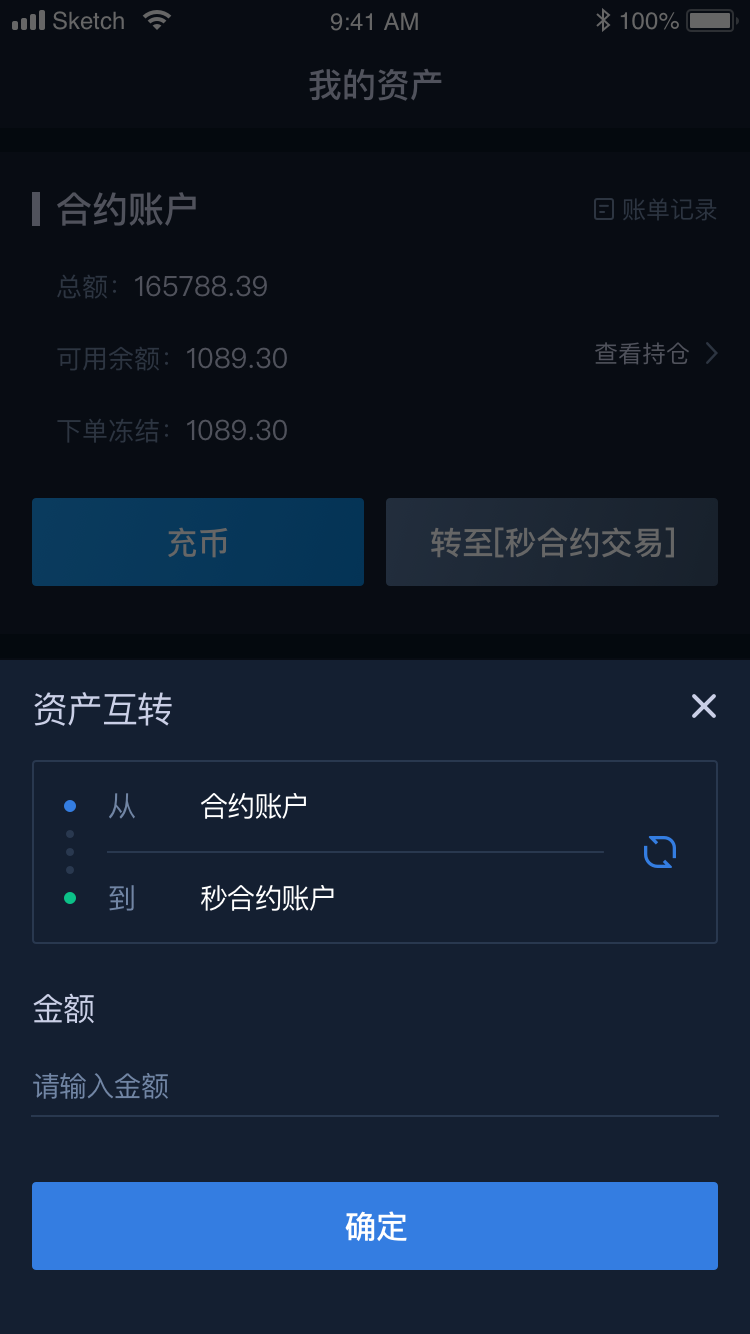 Sketch 9:41 AM 100%
我的资产
合约账户 账单记录
总额: 165788.39
可用余额: 1089.30 查看持仓
下单冻结: 1089.30
充币 转至[秒合约交易]
资产互转
从 合约账户
到 秒合约账户
金额
请输入金额
确定